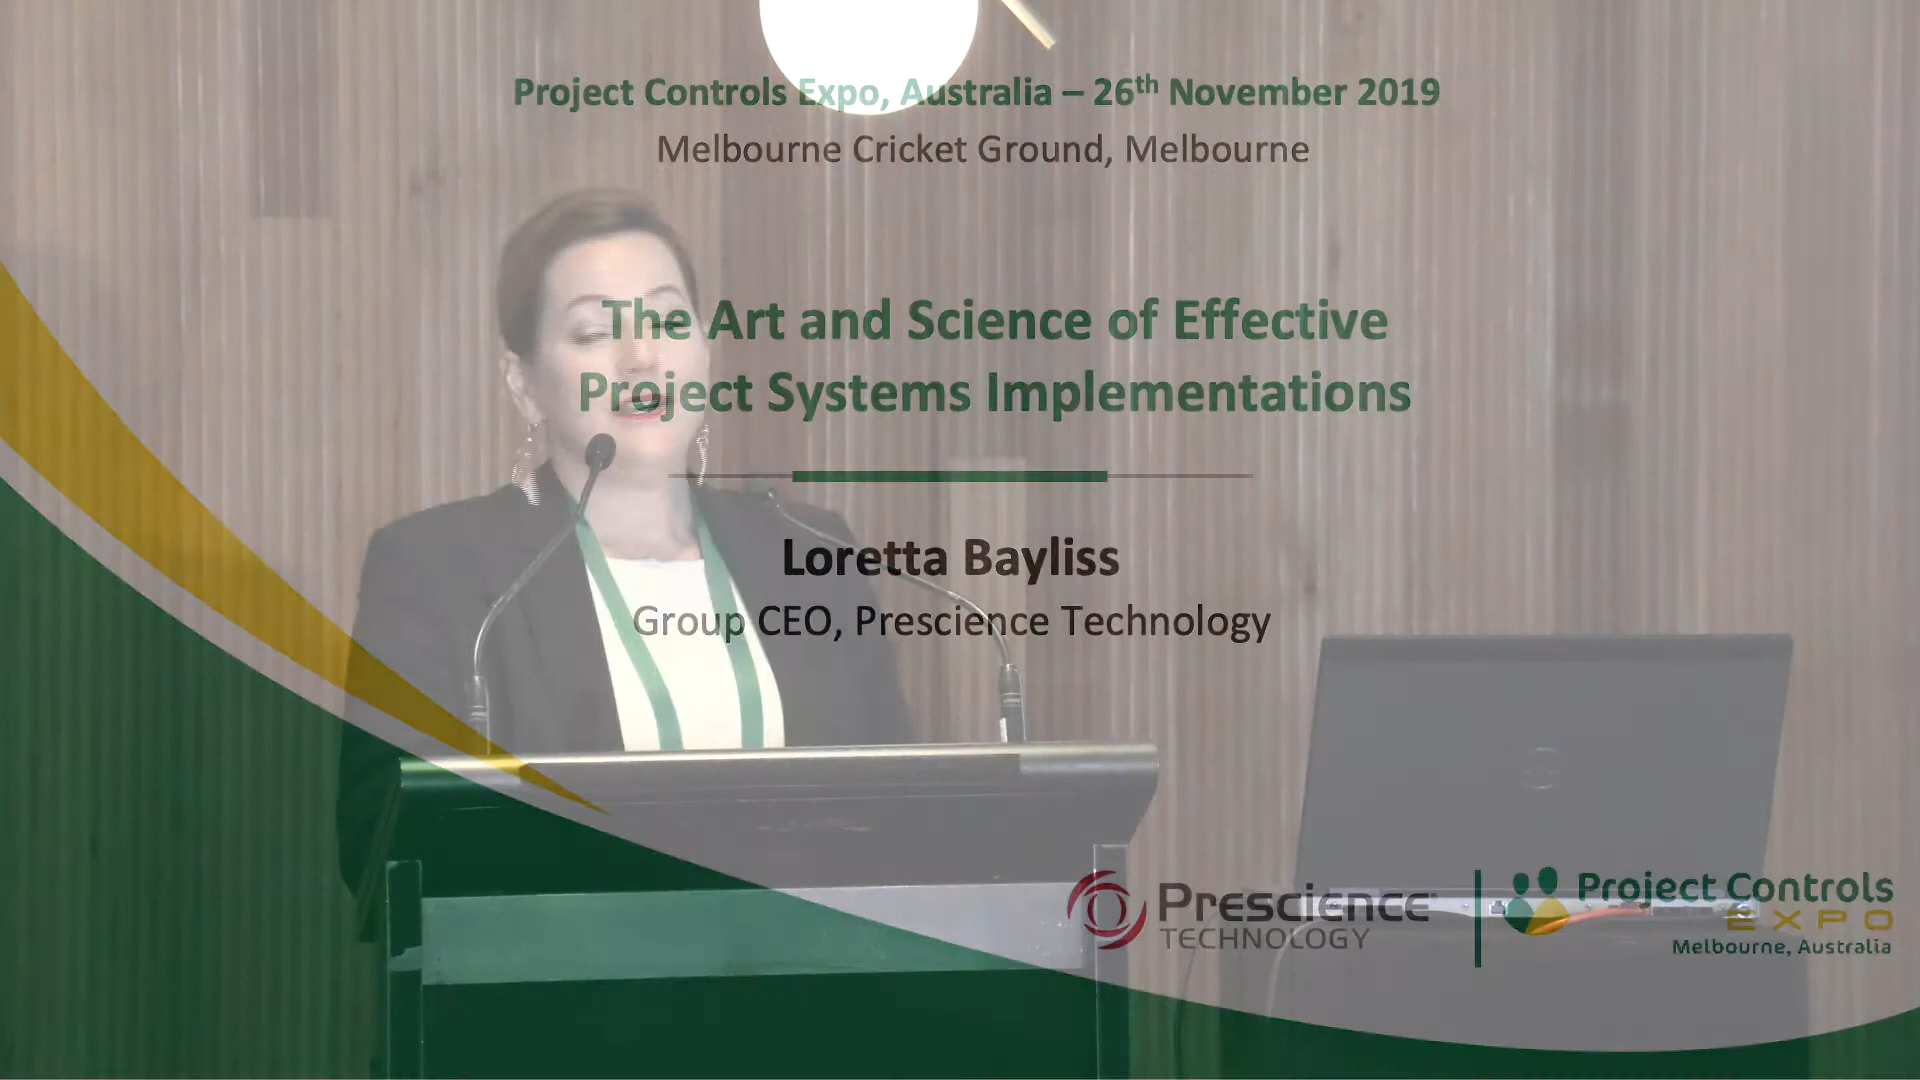 Project Controls Expo, Australia – 26th November 2019
Melbourne Cricket Ground, Melbourne
The Art and Science of Effective
Project Systems Implementations
Loretta Bayliss
Group CEO, Prescience Technology
Prescience
TECHNOLOGY
Project Controls
EXPO
Melbourne, Australia